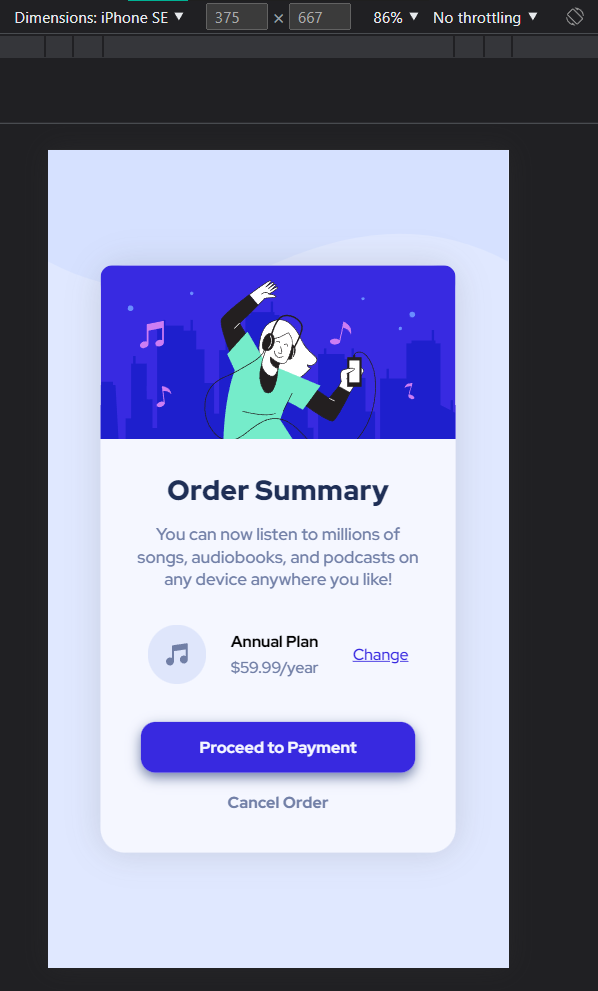 Dimensions: iPhone SE ▼ 375 × 667 86% ▼ No throttling ▼
Order Summary
You can now listen to millions of
songs, audiobooks, and podcasts on
any device anywhere you like!
Annual Plan
$59.99/year
Change
Proceed to Payment
Cancel Order